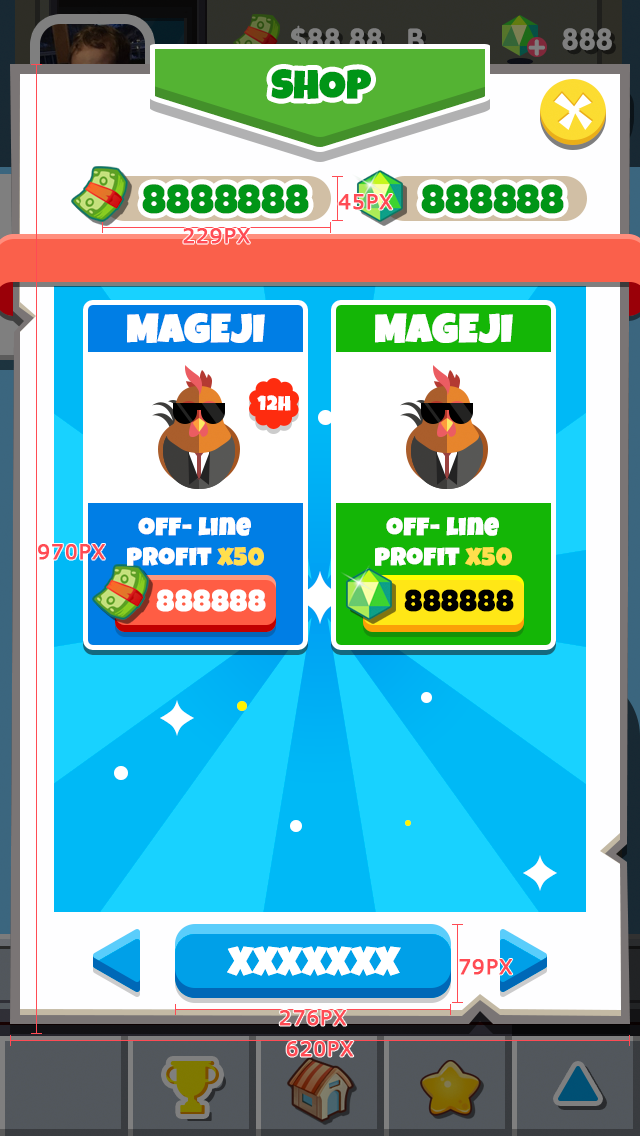 $88.88 B 888
SHOP
8888888 888888
45PX
229PX
MAGEJI MAGEJI
12H
OFF- LINE OFF- LINE
PROFIT X50 PROFIT X50
970PX
888888 888888
XXXXXXX
79PX
276PX
620PX